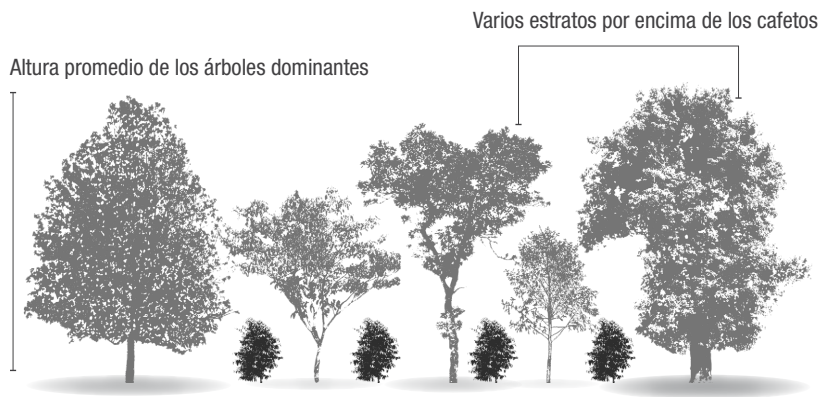 Varios estratos por encima de los cafetos
Altura promedio de los árboles dominantes